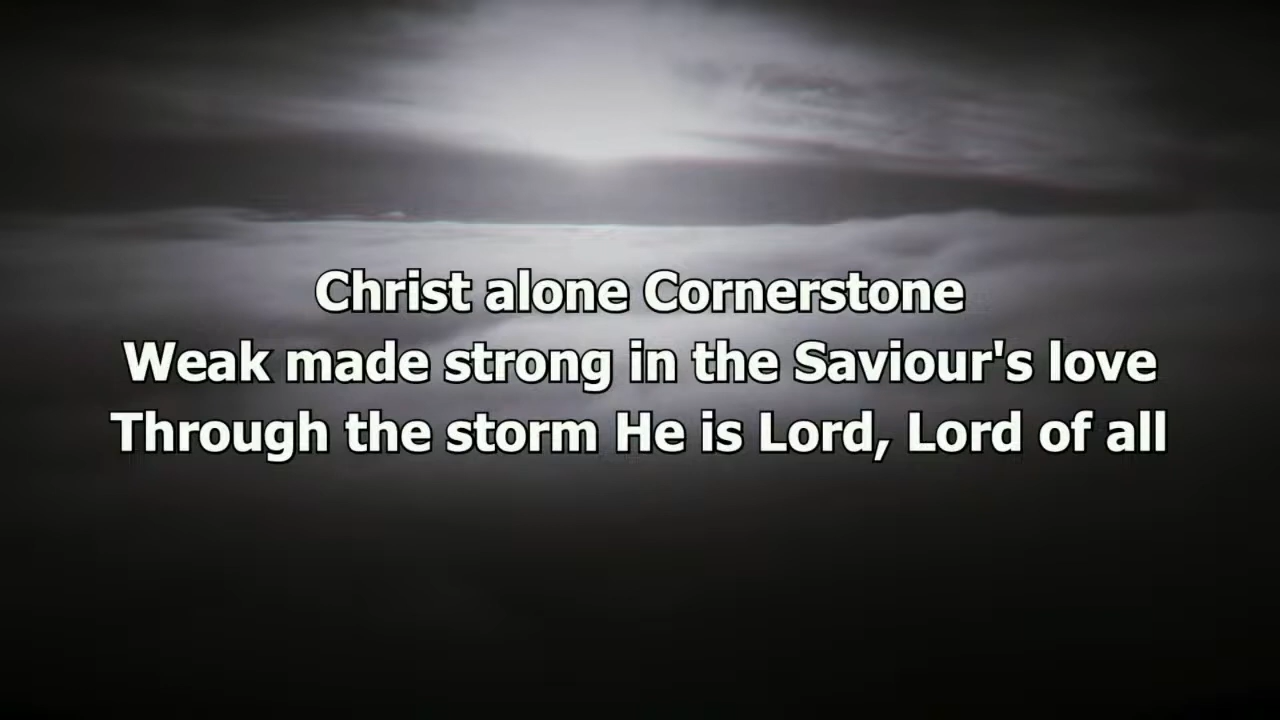 Christ alone Cornerstone
Weak made strong in the Saviour's love
Through the storm He is Lord, Lord of all